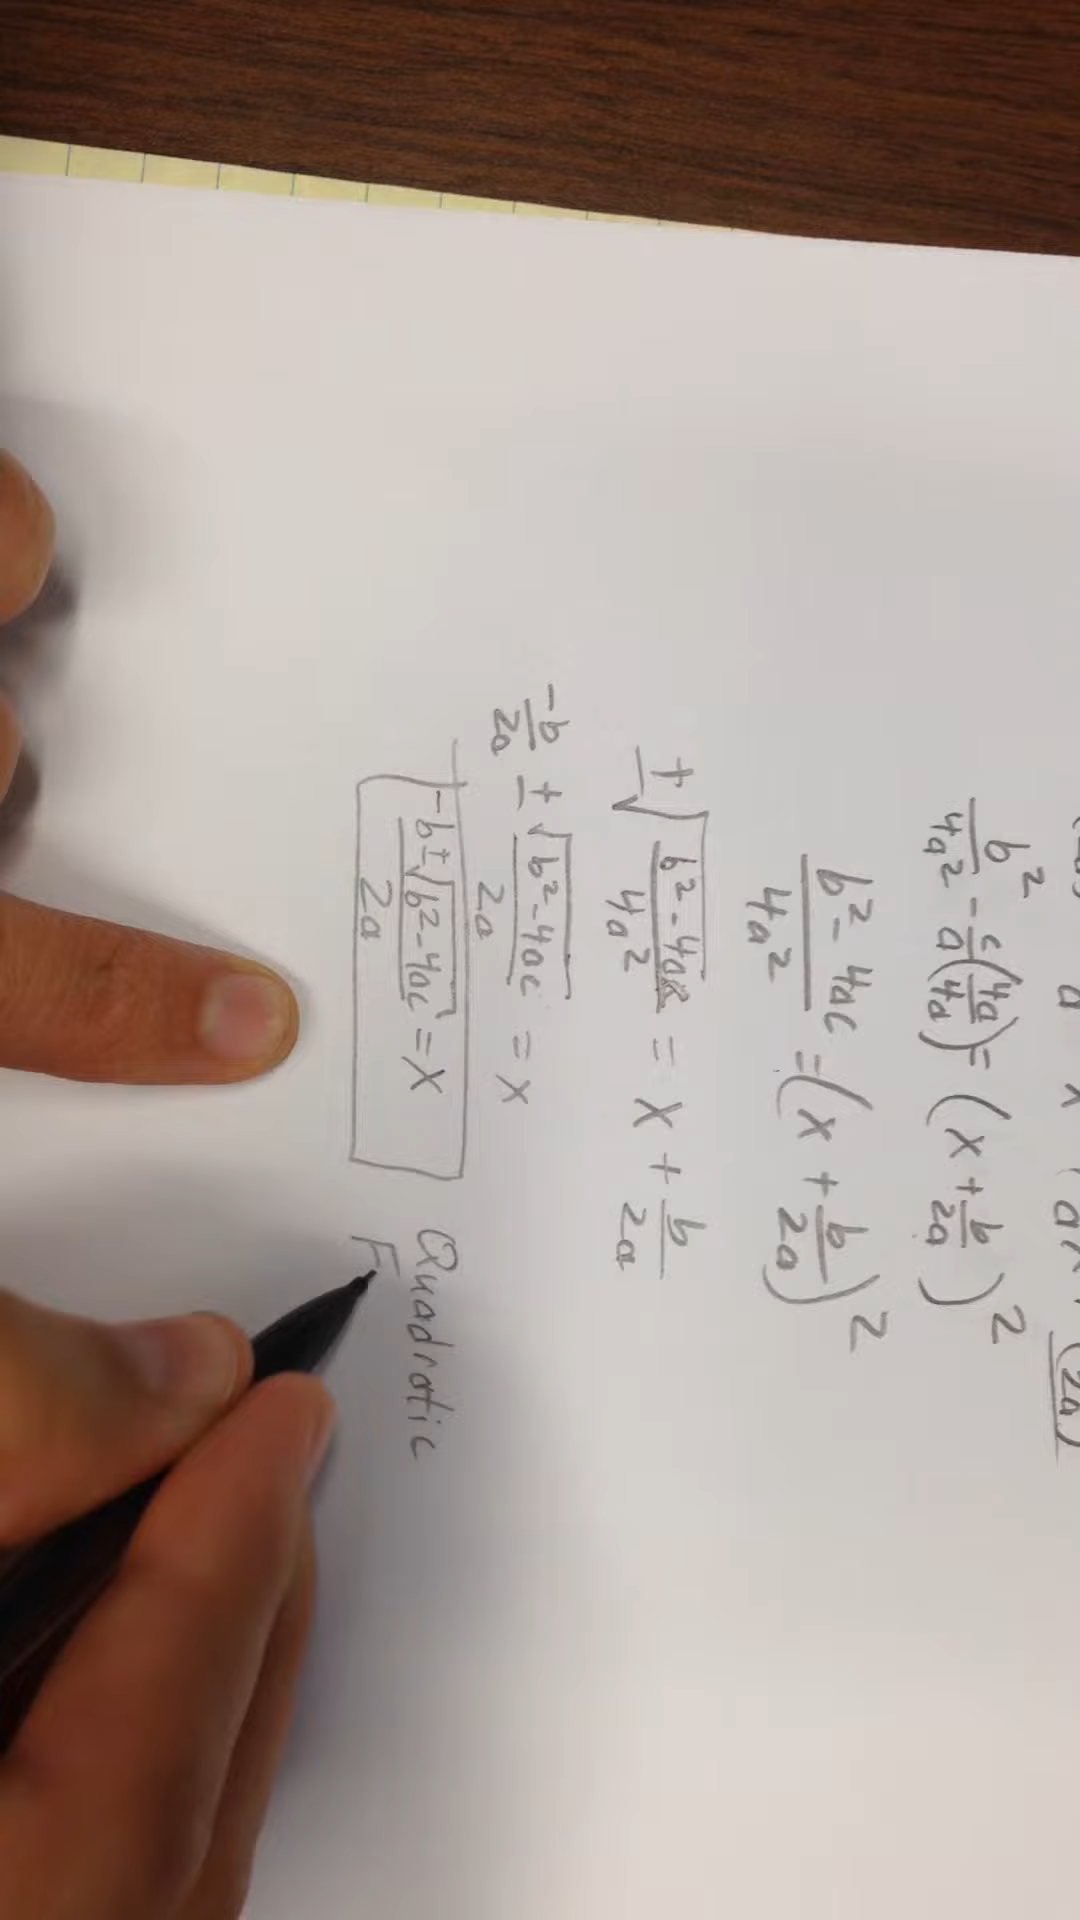 b²/4a² - c/a (4a/4a) = (x + b/2a)²
b² - 4ac / 4a² = (x + b/2a)²
±√(b² - 4ac / 4a²) = x + b/2a
-b/2a ± √(b² - 4ac) / 2a = x
-b ± √(b² - 4ac) / 2a = x
Quadratic
F